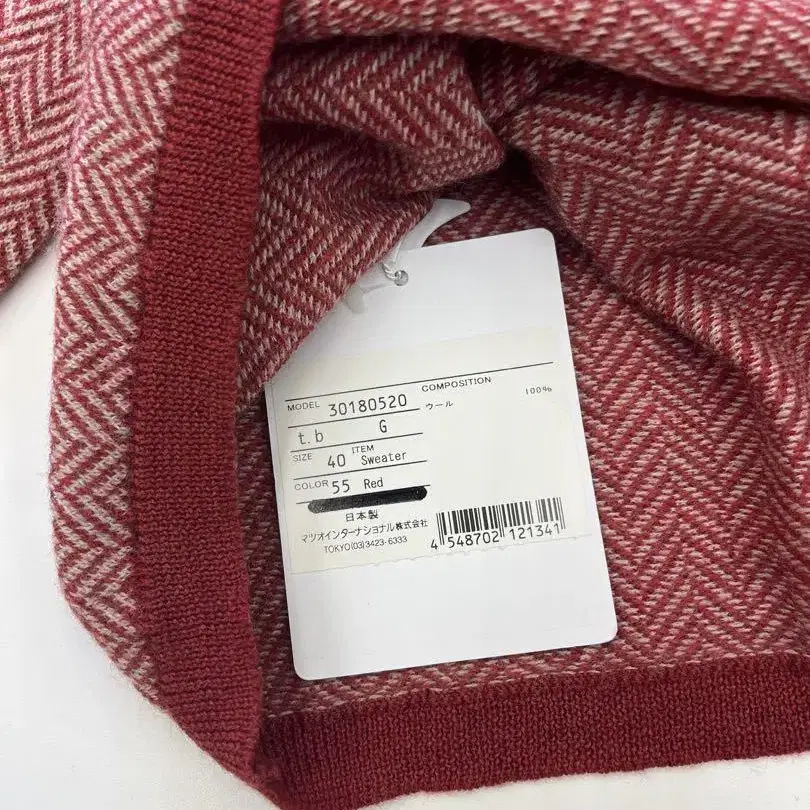 MODEL 30180520
COMPOSITION
ウール 100%
t.b G
SIZE 40 ITEM Sweater
COLOR 55 Red
日本製
マツオインターナショナル株式会社
TOKYO(03)3423-6333
4 548702 121341